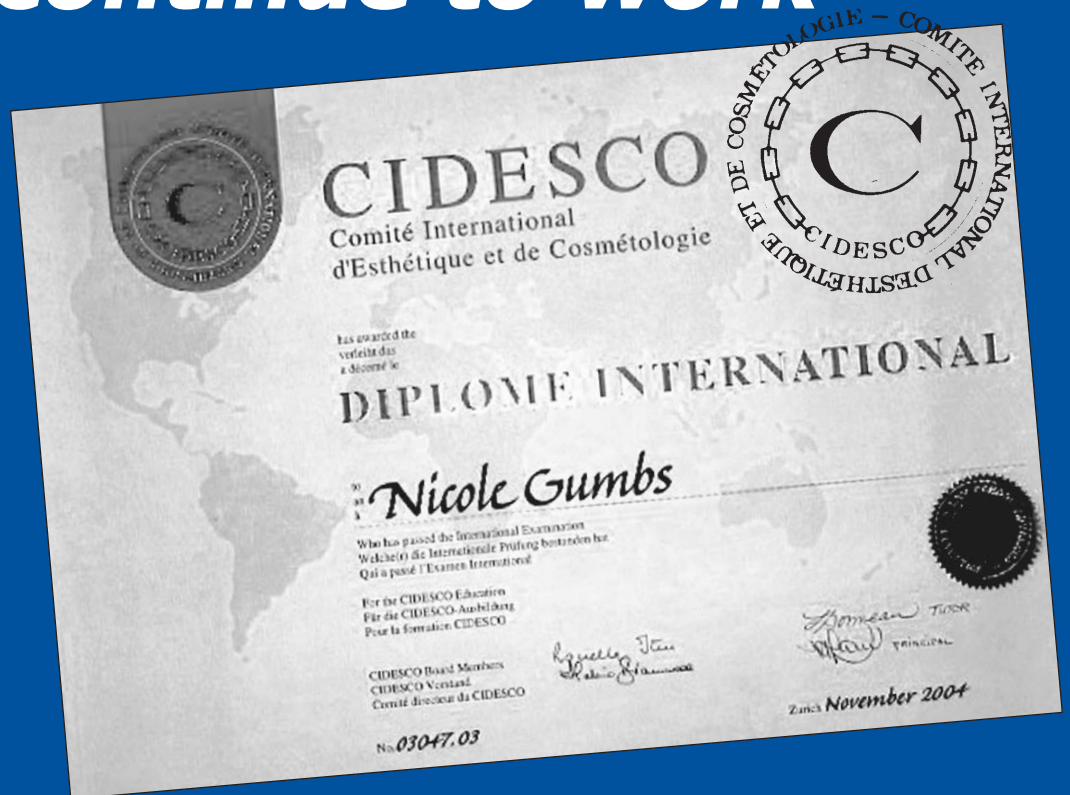 continue to work
COMITE INTERNATIONAL D'ESTHETIQUE ET DE COSMETOLOGIE –
C
CIDESCO
CIDESCO
Comité International
d'Esthétique et de Cosmétologie
has awarded the
verleiht das
a décerné le
DIPLOME INTERNATIONAL
to
an
à
Nicole Gumbs
Who has passed the International Examination
Welche(r) die Internationale Prüfung bestanden hat
Qui a passé l'Examen International
For the CIDESCO Education
Für die CIDESCO-Ausbildung
Pour la formation CIDESCO
CIDESCO Board Members
CIDESCO Vorstand
Comité directeur du CIDESCO
TUTOR
PRINCIPAL
Zurich November 2004
No. 03047.03